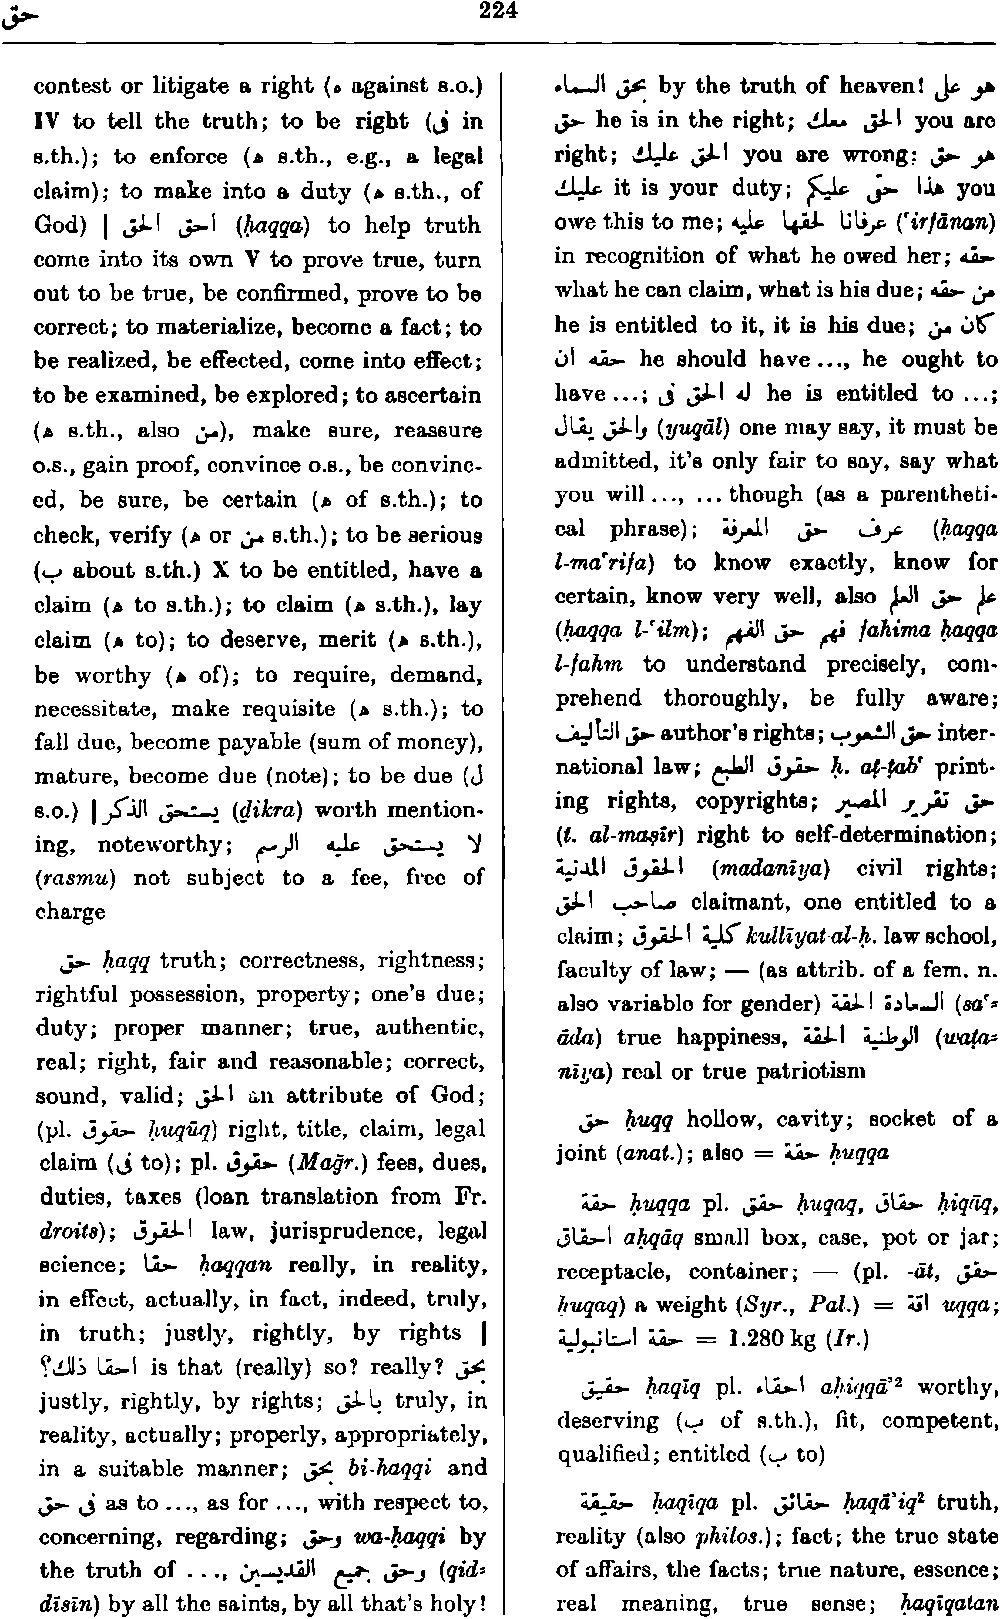 حق
224
contest or litigate a right (ه against s.o.)
IV to tell the truth; to be right (في in
s.th.); to enforce (ه s.th., e.g., a legal
claim); to make into a duty (ه s.th., of
God) | احق الحق (ḥaqqa) to help truth
come into its own V to prove true, turn
out to be true, be confirmed, prove to be
correct; to materialize, become a fact; to
be realized, be effected, come into effect;
to be examined, be explored; to ascertain
(ه s.th., also من), make sure, reassure
o.s., gain proof, convince o.s., be convinc-
ed, be sure, be certain (ه of s.th.); to
check, verify (ه or من s.th.); to be serious
(ب about s.th.) X to be entitled, have a
claim (ه to s.th.); to claim (ه s.th.), lay
claim (ه to); to deserve, merit (ه s.th.),
be worthy (ه of); to require, demand,
necessitate, make requisite (ه s.th.); to
fall due, become payable (sum of money),
mature, become due (note); to be due (ل
s.o.) | يستحق الذكر (ḏikra) worth mention-
ing, noteworthy; لا يستحق عليه الرسم
(rasmu) not subject to a fee, free of
charge
حق ḥaqq truth; correctness, rightness;
rightful possession, property; one's due;
duty; proper manner; true, authentic,
real; right, fair and reasonable; correct,
sound, valid; الحق an attribute of God;
(pl. حقوق ḥuqūq) right, title, claim, legal
claim (في to); pl. حقوق (Maḡr.) fees, dues,
duties, taxes (loan translation from Fr.
droits); الحقوق law, jurisprudence, legal
science; حقا ḥaqqan really, in reality,
in effect, actually, in fact, indeed, truly,
in truth; justly, rightly, by rights |
احقا ذلك؟ is that (really) so? really? بحق
justly, rightly, by rights; بالحق truly, in
reality, actually; properly, appropriately,
in a suitable manner; بحق bi-ḥaqqi and
في حق as to ..., as for ..., with respect to,
concerning, regarding; وحق wa-ḥaqqi by
the truth of ..., وحق جميع القديسين (qid=
dīsīn) by all the saints, by all that's holy!
بحق السماء by the truth of heaven! هو على
حق he is in the right; الحق معك you are
right; الحق عليك you are wrong; هو حق
عليك it is your duty; هذا حق عليكم you
owe this to me; عرفانا لحقها عليه (ʿirfānan)
in recognition of what he owed her; حقه
what he can claim, what is his due; من حقه
he is entitled to it, it is his due; كان من
حقه ان he should have ..., he ought to
have ...; له الحق في he is entitled to ...;
والحق يقال (yuqāl) one may say, it must be
admitted, it's only fair to say, say what
you will ..., ... though (as a parentheti-
cal phrase); عرف حق المعرفة (ḥaqqa
l-maʿrifa) to know exactly, know for
certain, know very well, also علم حق العلم
(ḥaqqa l-ʿilm); فهم حق الفهم fahima ḥaqqa
l-fahm to understand precisely, com-
prehend thoroughly, be fully aware;
حق التأليف author's rights; حق الشعوب inter-
national law; حقوق الطبع ḥ. aṭ-ṭabʿ print-
ing rights, copyrights; حق تقرير المصير
(t. al-maṣīr) right to self-determination;
الحقوق المدنية (madanīya) civil rights;
صاحب الحق claimant, one entitled to a
claim; كلية الحقوق kullīyat al-ḥ. law school,
faculty of law; — (as attrib. of a fem. n.
also variable for gender) السعادة الحقة (saʿ=
āda) true happiness, الوطنية الحقة (waṭa=
nīya) real or true patriotism
حق ḥuqq hollow, cavity; socket of a
joint (anat.); also = حقة ḥuqqa
حقة ḥuqqa pl. حقق ḥuqaq, حقاق ḥiqāq,
احقاق aḥqāq small box, case, pot or jar;
receptacle, container; — (pl. -āt, حقق
ḥuqaq) a weight (Syr., Pal.) = اقة uqqa;
حقة استانبولية = 1.280 kg (Ir.)
حقيق ḥaqīq pl. احقاء aḥiqqāʾ² worthy,
deserving (ب of s.th.), fit, competent,
qualified; entitled (ب to)
حقيقة ḥaqīqa pl. حقائق ḥaqāʾiq² truth,
reality (also philos.); fact; the true state
of affairs, the facts; true nature, essence;
real meaning, true sense; ḥaqīqatan